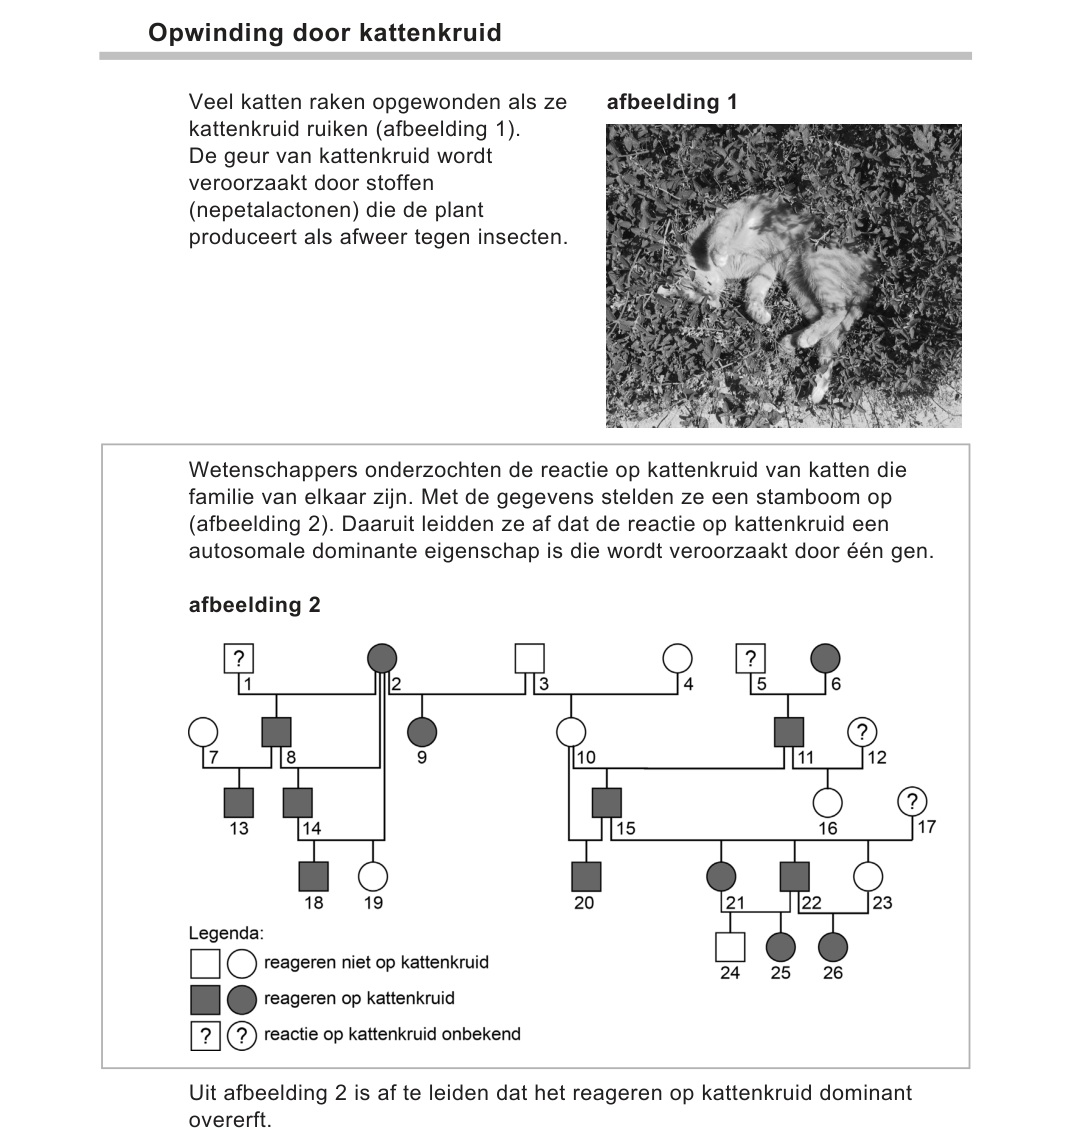 Opwinding door kattenkruid
Veel katten raken opgewonden als ze
kattenkruid ruiken (afbeelding 1).
De geur van kattenkruid wordt
veroorzaakt door stoffen
(nepetalactonen) die de plant
produceert als afweer tegen insecten.
afbeelding 1
Wetenschappers onderzochten de reactie op kattenkruid van katten die
familie van elkaar zijn. Met de gegevens stelden ze een stamboom op
(afbeelding 2). Daaruit leidden ze af dat de reactie op kattenkruid een
autosomale dominante eigenschap is die wordt veroorzaakt door één gen.
afbeelding 2
? ?
1 2 3 4 5 6
?
7 8 9 10 11 12
?
13 14 15 16 17
18 19 20 21 22 23
24 25 26
Legenda:
reageren niet op kattenkruid
reageren op kattenkruid
? ? reactie op kattenkruid onbekend
Uit afbeelding 2 is af te leiden dat het reageren op kattenkruid dominant
overerft.